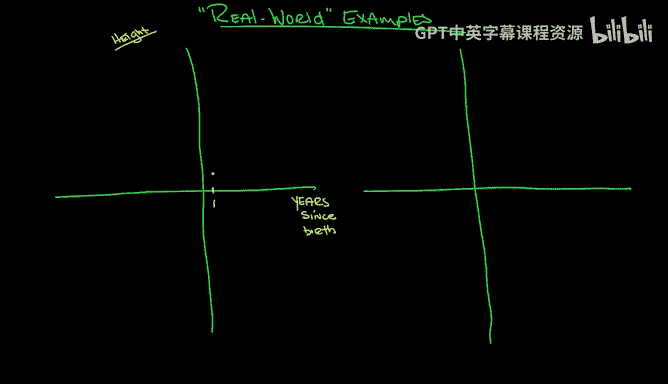 "REAL-WORLD" EXAMPLES
GPT中英字幕课程资源 bilibili
Height
YEARS
Since
birth
1